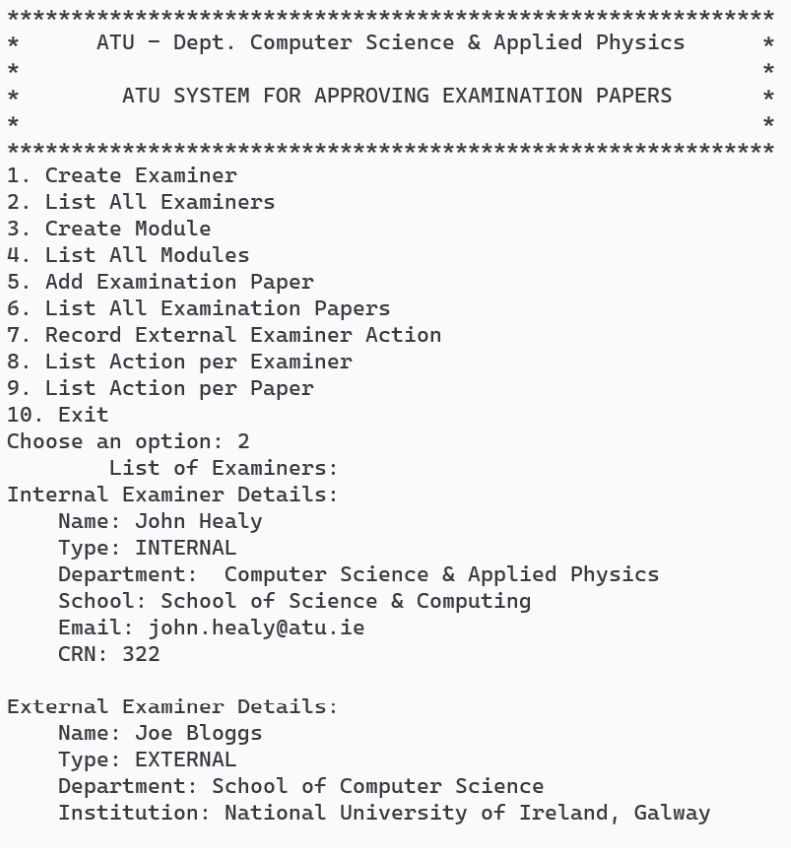 ************************************************************
*      ATU – Dept. Computer Science & Applied Physics      *
*                                                          *
*        ATU SYSTEM FOR APPROVING EXAMINATION PAPERS       *
*                                                          *
************************************************************
1. Create Examiner
2. List All Examiners
3. Create Module
4. List All Modules
5. Add Examination Paper
6. List All Examination Papers
7. Record External Examiner Action
8. List Action per Examiner
9. List Action per Paper
10. Exit
Choose an option: 2
        List of Examiners:
Internal Examiner Details:
    Name: John Healy
    Type: INTERNAL
    Department:  Computer Science & Applied Physics
    School: School of Science & Computing
    Email: john.healy@atu.ie
    CRN: 322

External Examiner Details:
    Name: Joe Bloggs
    Type: EXTERNAL
    Department: School of Computer Science
    Institution: National University of Ireland, Galway